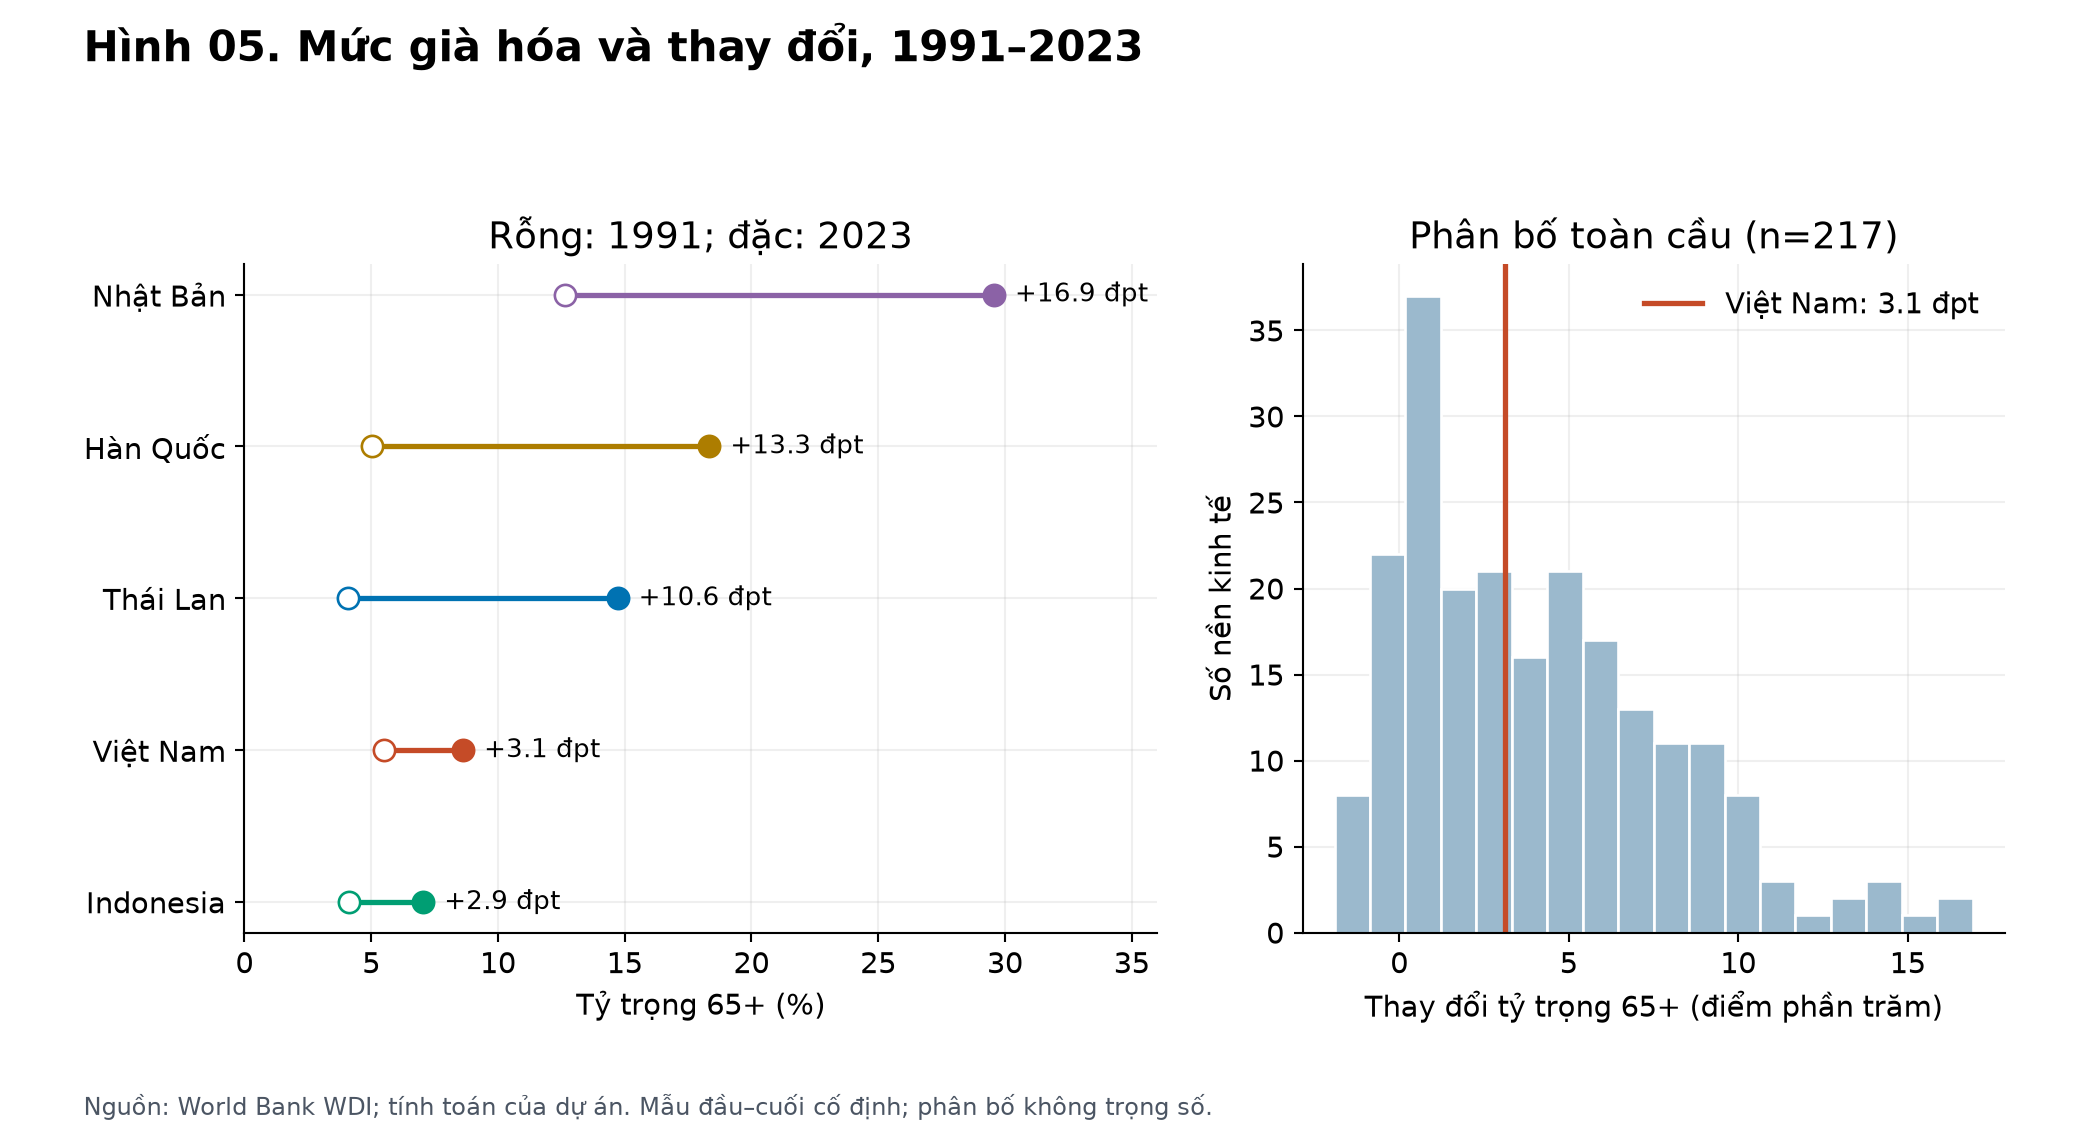 Hình 05. Mức già hóa và thay đổi, 1991–2023
Rỗng: 1991; đặc: 2023
Nhật Bản
+16.9 đpt
Hàn Quốc
+13.3 đpt
Thái Lan
+10.6 đpt
Việt Nam
+3.1 đpt
Indonesia
+2.9 đpt
0 5 10 15 20 25 30 35
Tỷ trọng 65+ (%)
Phân bố toàn cầu (n=217)
Việt Nam: 3.1 đpt
Số nền kinh tế
35
30
25
20
15
10
5
0
0 5 10 15
Thay đổi tỷ trọng 65+ (điểm phần trăm)
Nguồn: World Bank WDI; tính toán của dự án. Mẫu đầu–cuối cố định; phân bố không trọng số.